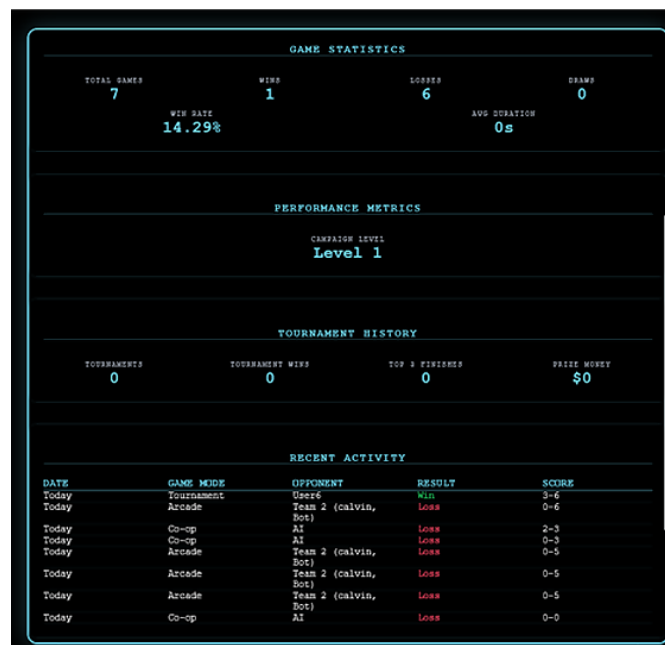 GAME STATISTICS
TOTAL GAMES WINS LOSSES DRAWS
7 1 6 0
WIN RATE AVG DURATION
14.29% 0s
PERFORMANCE METRICS
CAMPAIGN LEVEL
Level 1
TOURNAMENT HISTORY
TOURNAMENTS TOURNAMENT WINS TOP 3 FINISHES PRIZE MONEY
0 0 0 $0
RECENT ACTIVITY
DATE GAME MODE OPPONENT RESULT SCORE
Today Tournament User6 Win 3-6
Today Arcade Team 2 (calvin, Loss 0-6
Bot)
Today Co-op AI Loss 2-3
Today Co-op AI Loss 0-3
Today Arcade Team 2 (calvin, Loss 0-5
Bot)
Today Arcade Team 2 (calvin, Loss 0-5
Bot)
Today Arcade Team 2 (calvin, Loss 0-5
Bot)
Today Co-op AI Loss 0-0